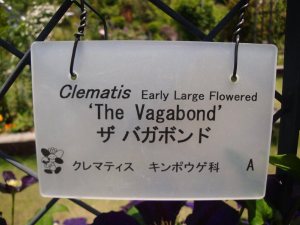 Clematis Early Large Flowered
'The Vagabond'
ザ バガボンド
クレマティス キンポウゲ科 A